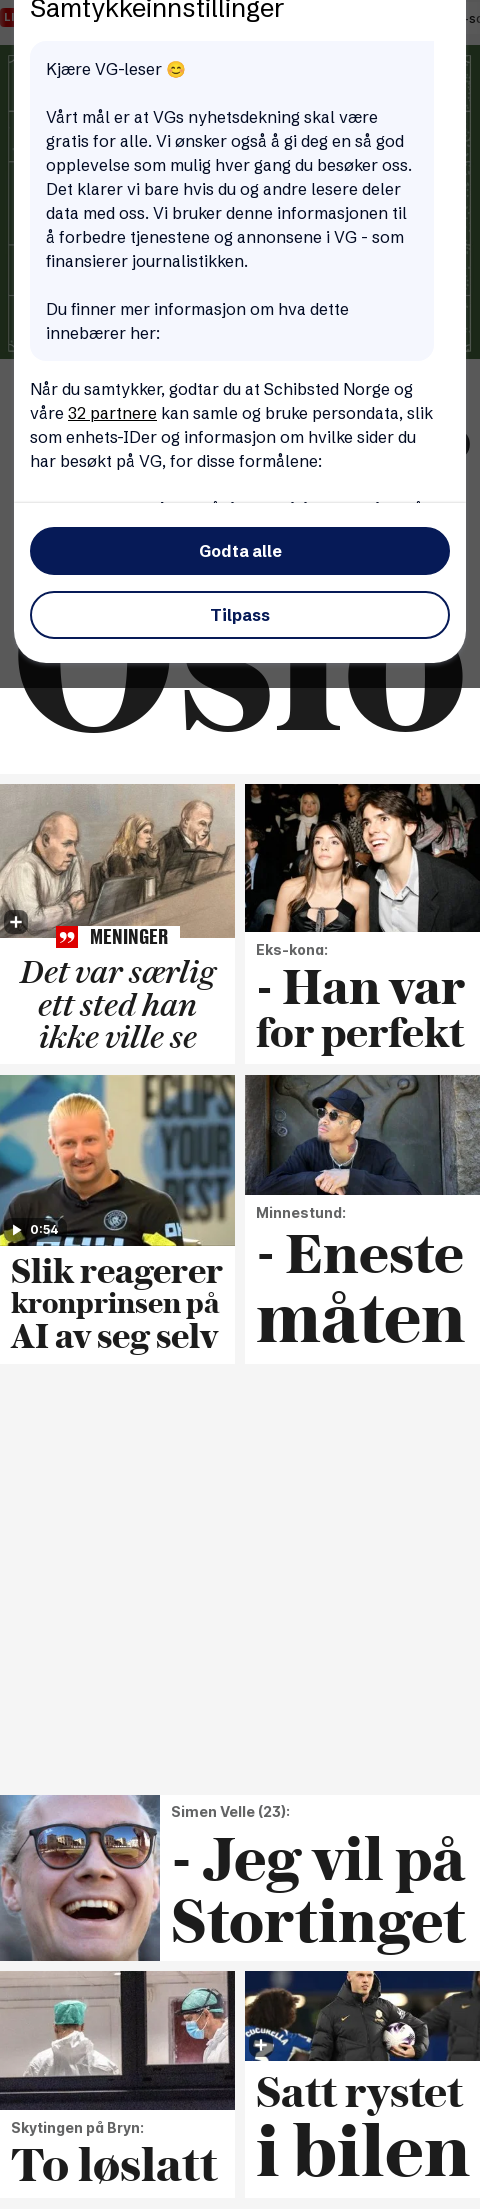 Samtykkeinnstillinger
Kjære VG-leser 😊
Vårt mål er at VGs nyhetsdekning skal være
gratis for alle. Vi ønsker også å gi deg en så god
opplevelse som mulig hver gang du besøker oss.
Det klarer vi bare hvis du og andre lesere deler
data med oss. Vi bruker denne informasjonen til
å forbedre tjenestene og annonsene i VG - som
finansierer journalistikken.
Du finner mer informasjon om hva dette
innebærer her:
Når du samtykker, godtar du at Schibsted Norge og
våre 32 partnere kan samle og bruke persondata, slik
som enhets-IDer og informasjon om hvilke sider du
har besøkt på VG, for disse formålene:
Godta alle
Tilpass
Oslo
MENINGER
Det var særlig
ett sted han
ikke ville se
Eks-kona:
- Han var
for perfekt
ECLIPS
YOUR
BEST
0:54
Slik reagerer
kronprinsen på
AI av seg selv
Minnestund:
- Eneste
måten
Simen Velle (23):
- Jeg vil på
Stortinget
Skytingen på Bryn:
To løslatt
CUCURELLA
Satt rystet
i bilen